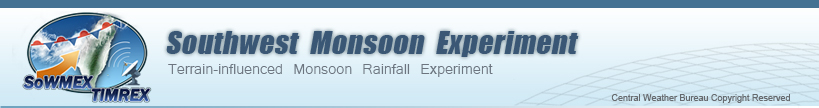 SoWMEX
TIMREX
Southwest Monsoon Experiment
Terrain-influenced Monsoon Rainfall Experiment
Central Weather Bureau Copyright Reserved